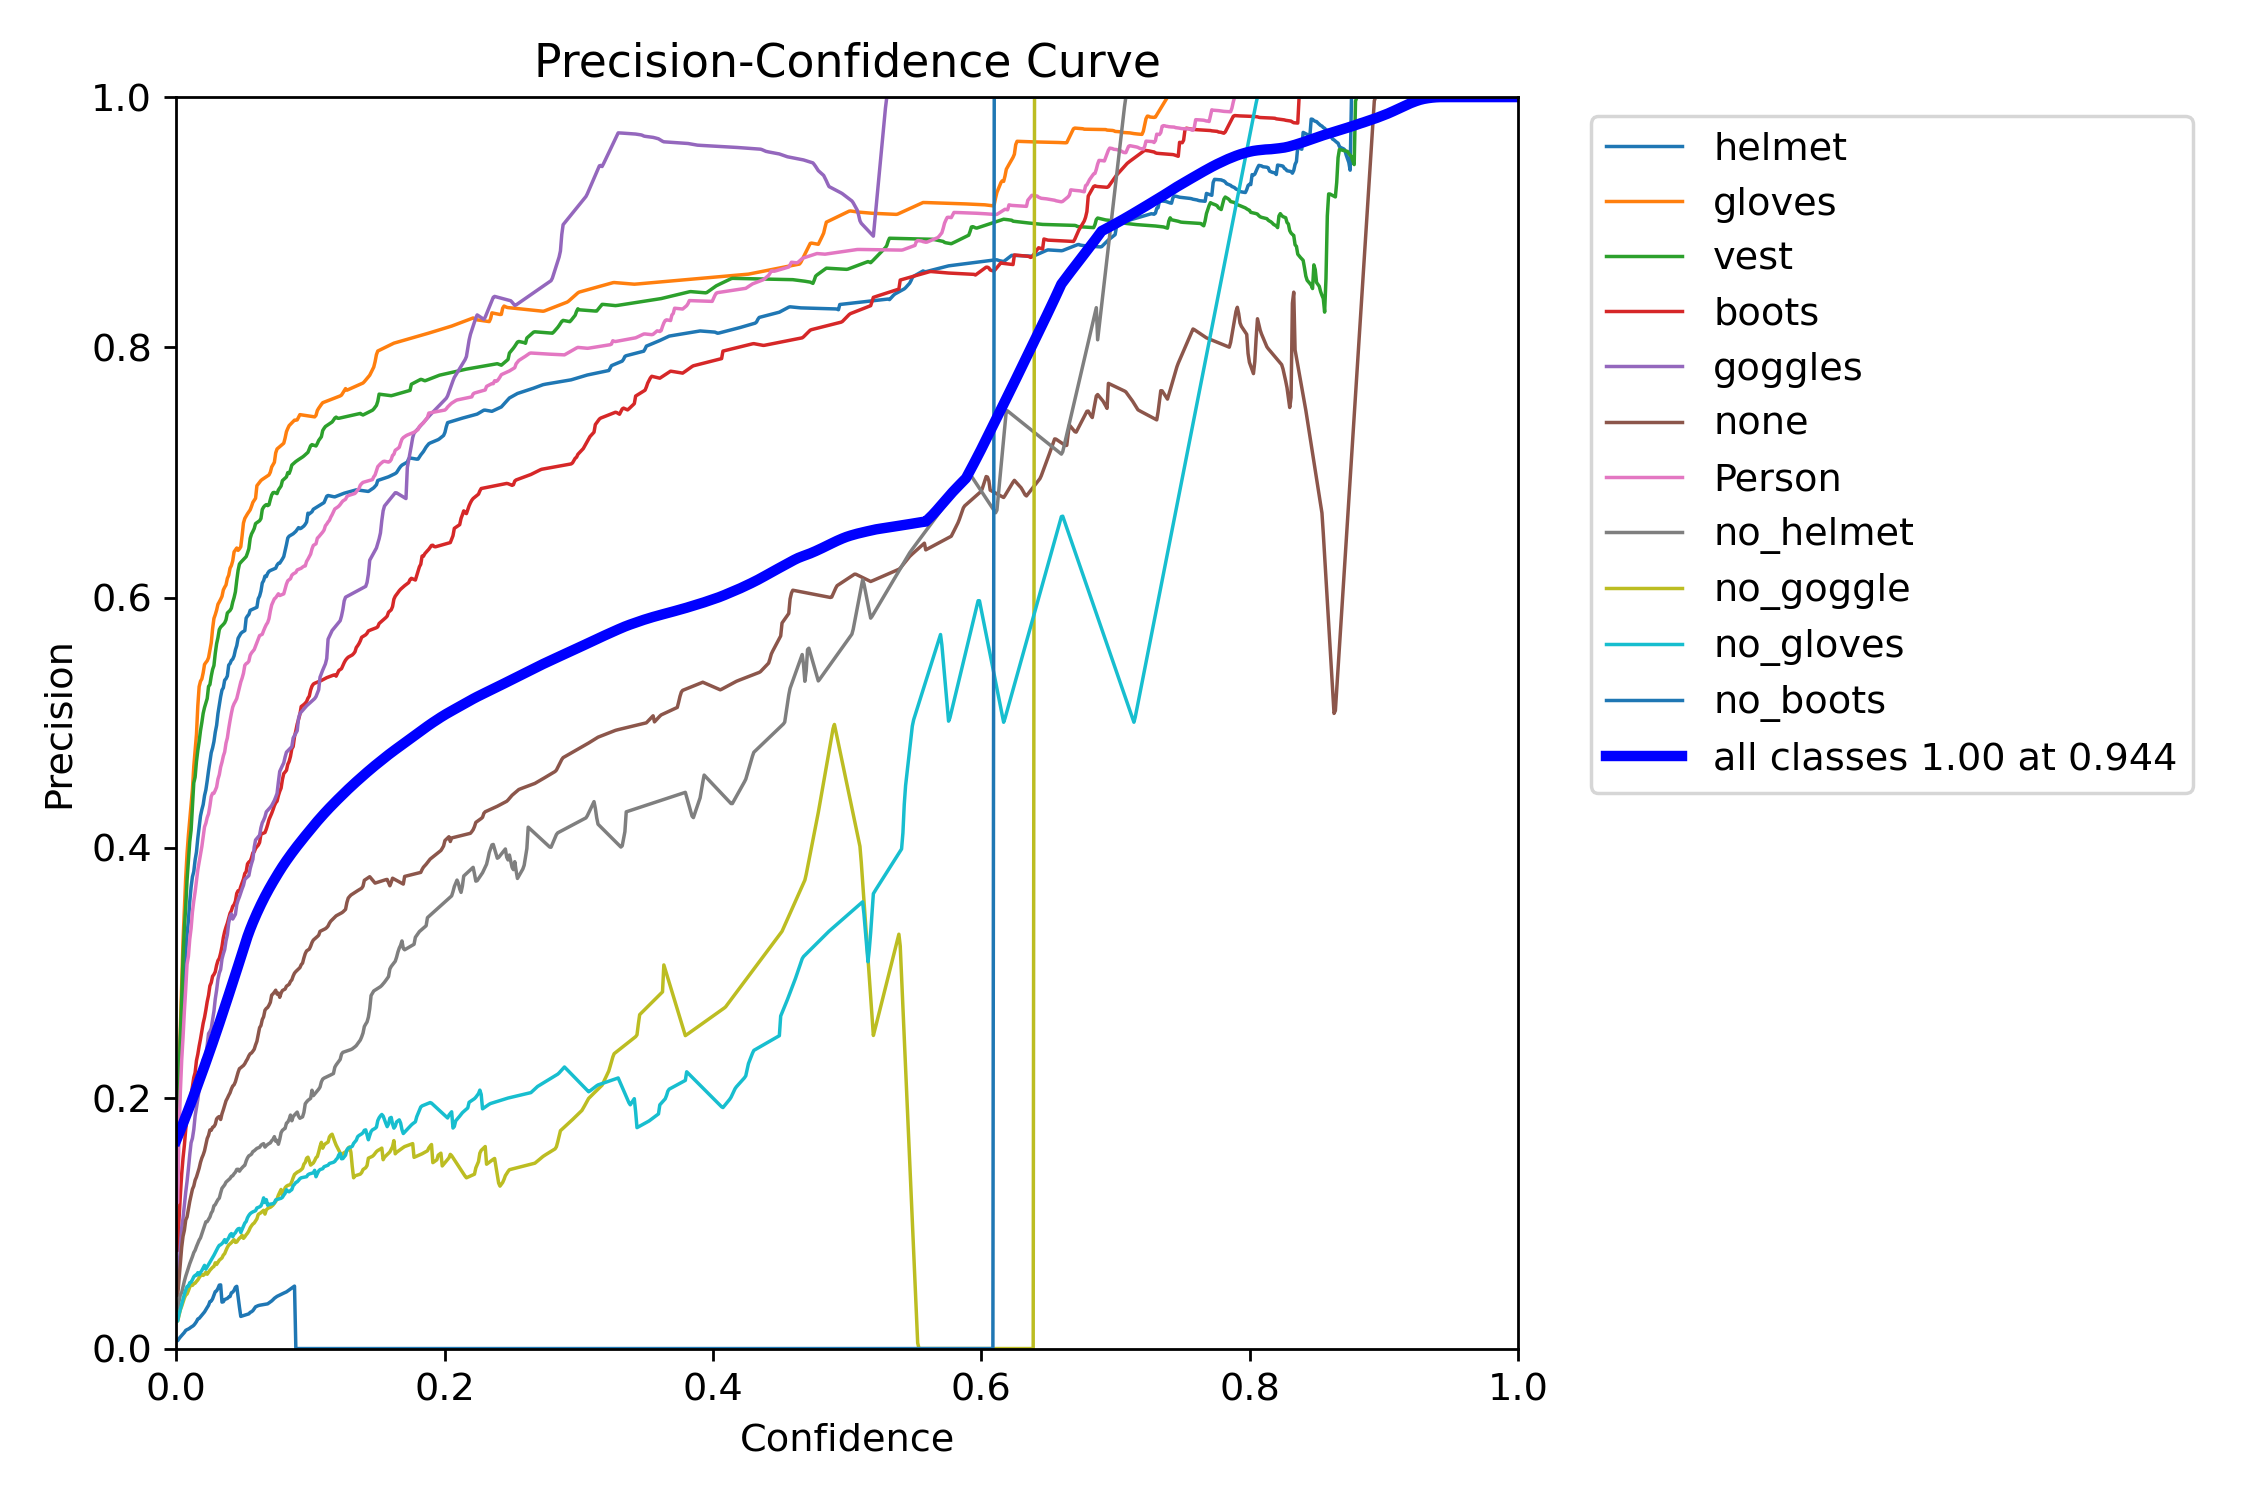 Precision-Confidence Curve
1.0
0.8
0.6
0.4
0.2
0.0
Precision
0.0 0.2 0.4 0.6 0.8 1.0
Confidence
helmet
gloves
vest
boots
goggles
none
Person
no_helmet
no_goggle
no_gloves
no_boots
all classes 1.00 at 0.944